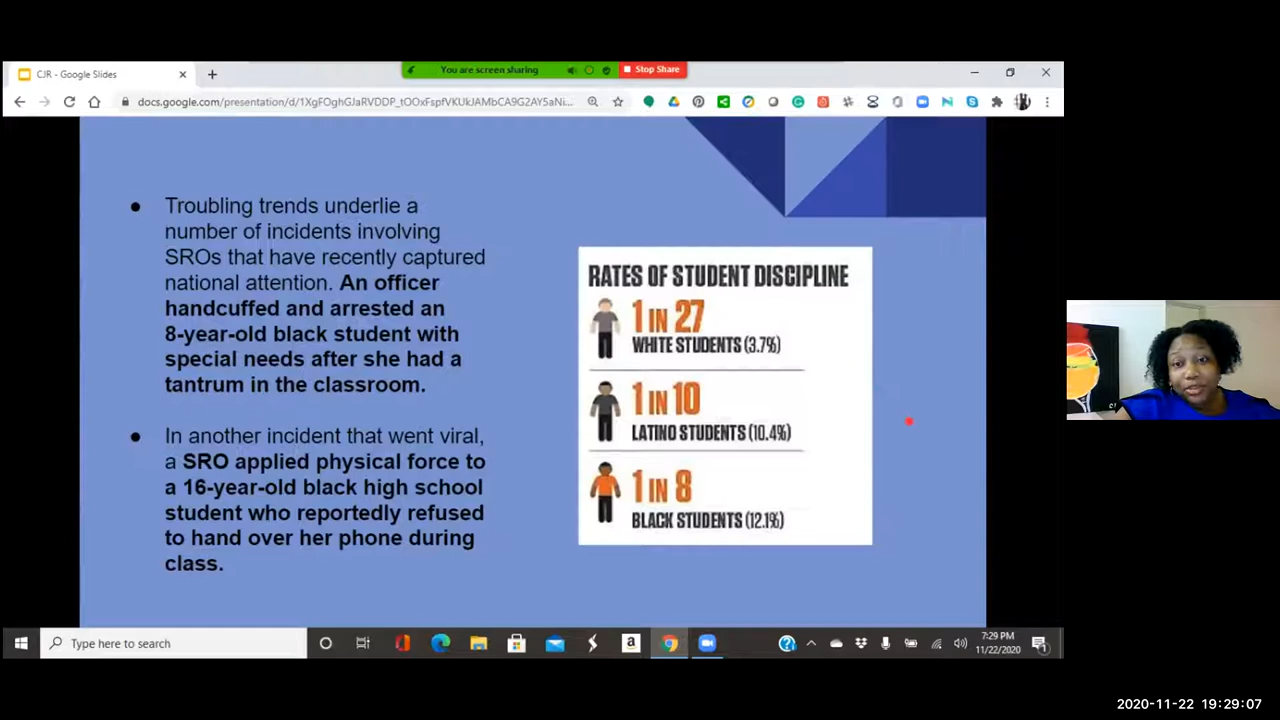 CJR - Google Slides
You are screen sharing
Stop Share
docs.google.com/presentation/d/1XgFOghGJaRVDDP_tOOxFspfVKUkJAMbCA9G2AY5aNi...
● Troubling trends underlie a
number of incidents involving
SROs that have recently captured
national attention. An officer
handcuffed and arrested an
8-year-old black student with
special needs after she had a
tantrum in the classroom.
● In another incident that went viral,
a SRO applied physical force to
a 16-year-old black high school
student who reportedly refused
to hand over her phone during
class.
RATES OF STUDENT DISCIPLINE
1 IN 27
WHITE STUDENTS (3.7%)
1 IN 10
LATINO STUDENTS (10.4%)
1 IN 8
BLACK STUDENTS (12.1%)
Type here to search
7:29 PM
11/22/2020
2020-11-22 19:29:07